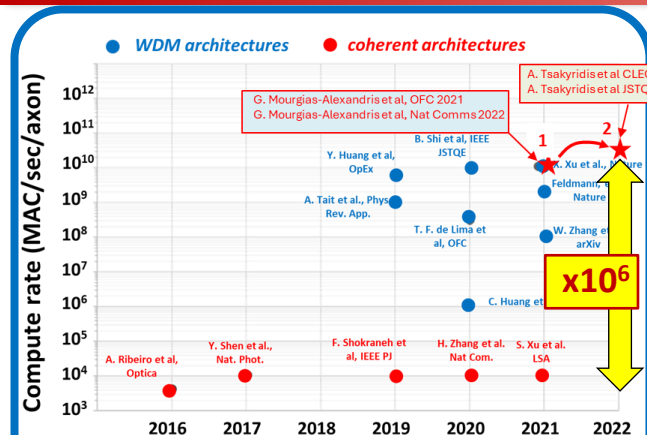 WDM architectures
coherent architectures
Compute rate (MAC/sec/axon)
10¹²
10¹¹
10¹⁰
10⁹
10⁸
10⁷
10⁶
10⁵
10⁴
10³
A. Tsakyridis et al CLEO
A. Tsakyridis et al JSTQ
G. Mourgias-Alexandris et al, OFC 2021
G. Mourgias-Alexandris et al, Nat Comms 2022
1
2
B. Shi et al, IEEE
JSTQE
Y. Huang et al,
OpEx
X. Xu et al., Nature
A. Tait et al., Phys
Rev. App.
Feldmann, e
Nature
T. F. de Lima et
al, OFC
W. Zhang et
arXiv
x10⁶
C. Huang et
A. Ribeiro et al,
Optica
Y. Shen et al.,
Nat. Phot.
F. Shokraneh et
al, IEEE PJ
H. Zhang et al.
Nat Com.
S. Xu et al.
LSA
2016 2017 2018 2019 2020 2021 2022